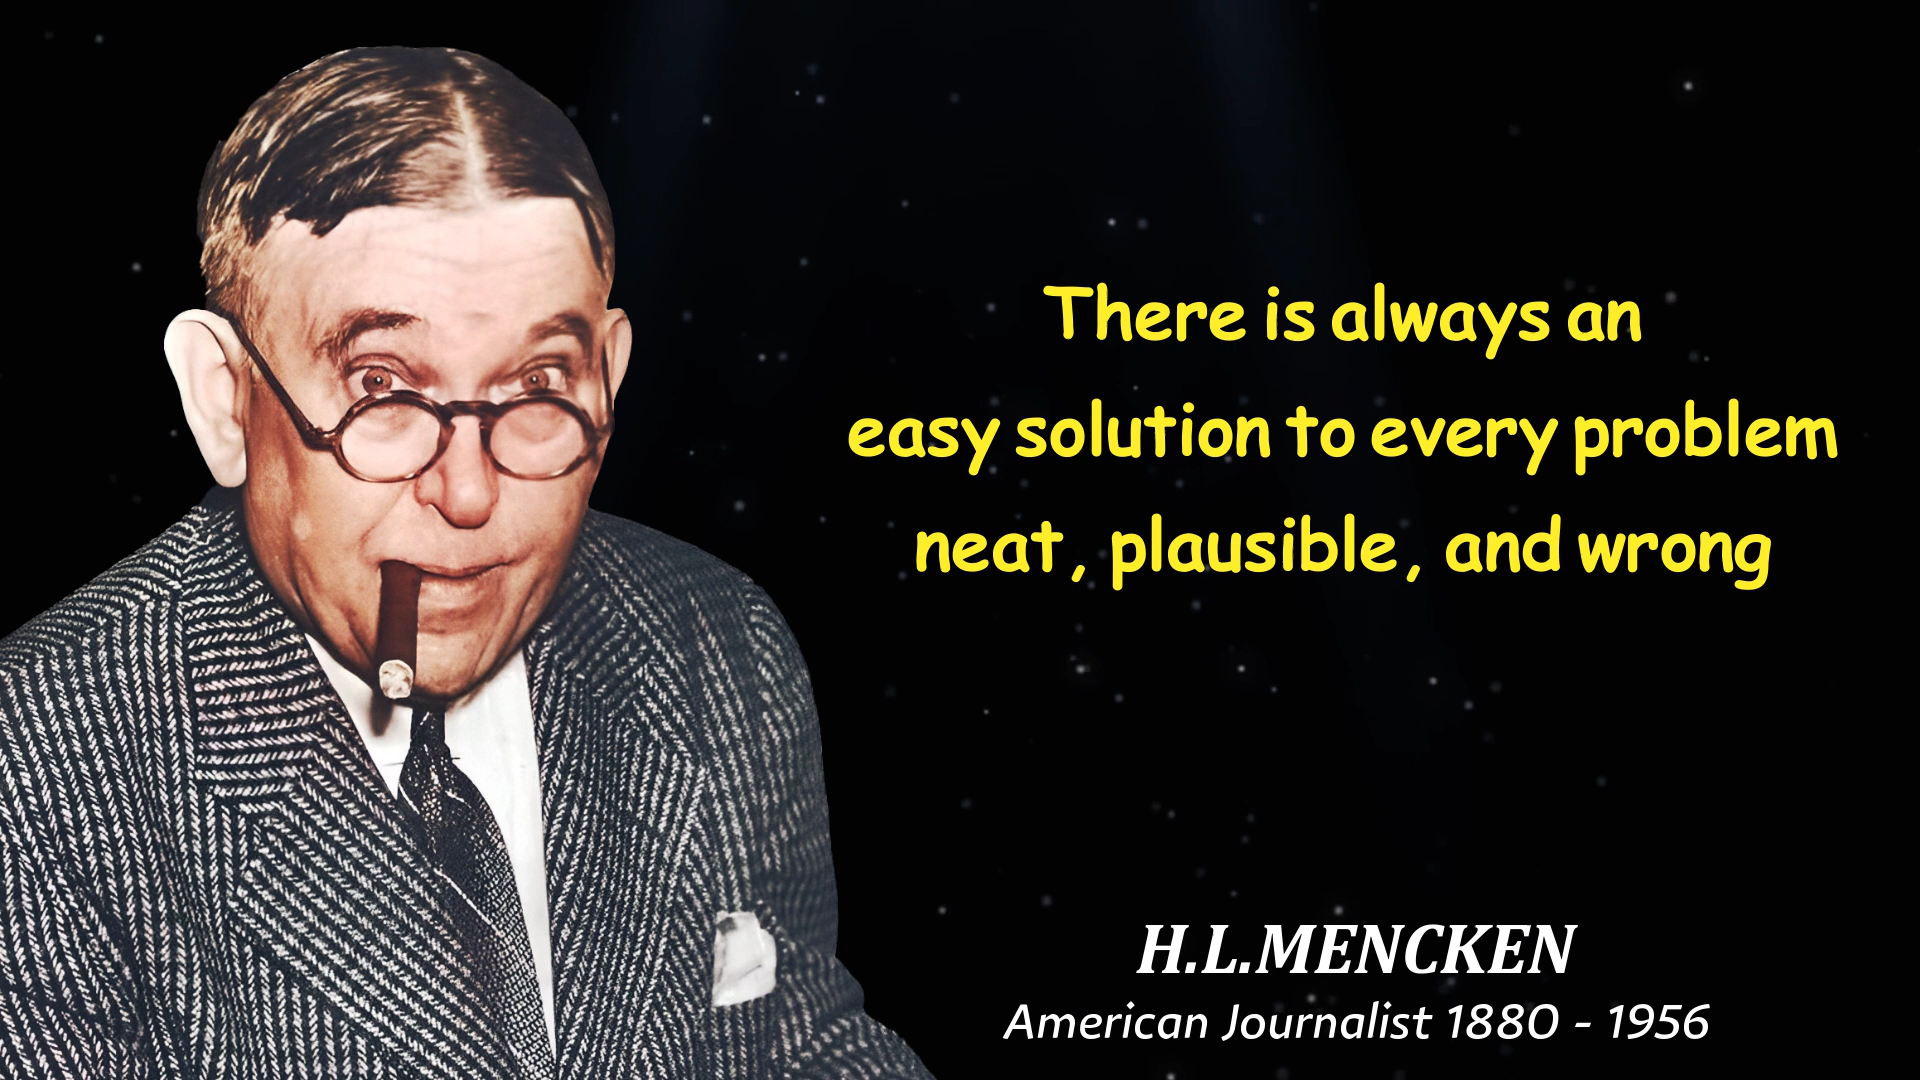 There is always an
easy solution to every problem
neat, plausible, and wrong
H.L.MENCKEN
American Journalist 1880 - 1956